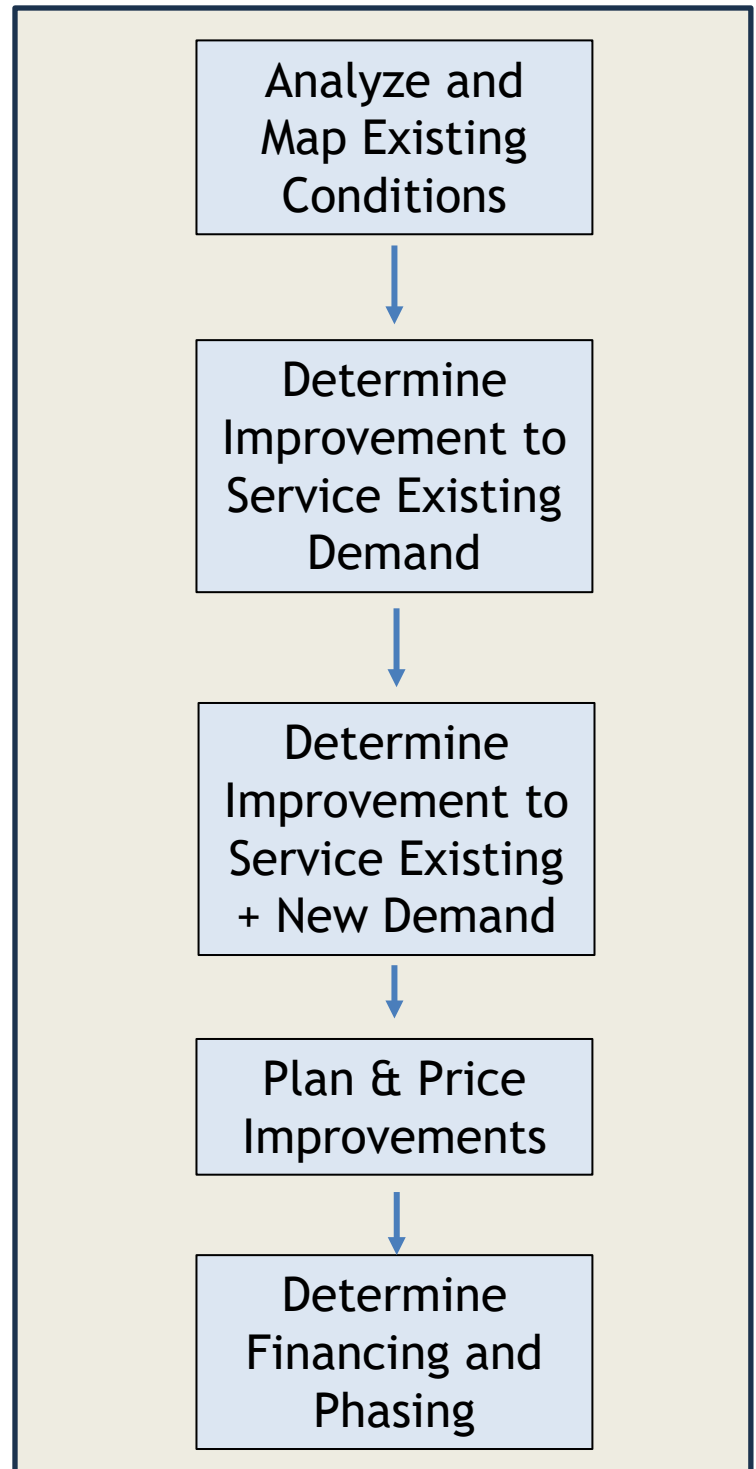 Analyze and
Map Existing
Conditions
Determine
Improvement to
Service Existing
Demand
Determine
Improvement to
Service Existing
+ New Demand
Plan & Price
Improvements
Determine
Financing and
Phasing